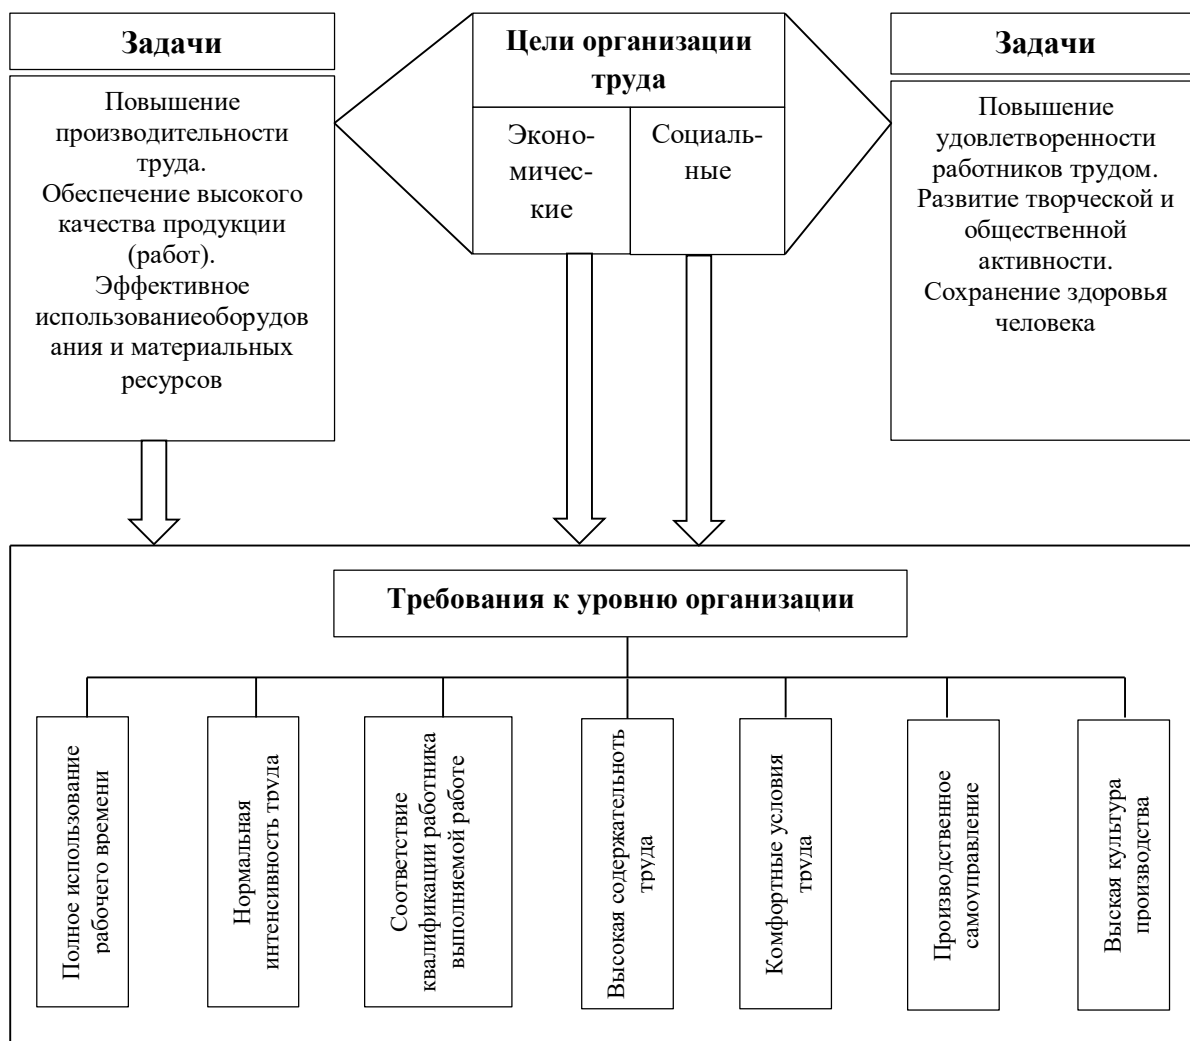 Задачи
Повышение
производительности
труда.
Обеспечение высокого
качества продукции
(работ).
Эффективное
использованиеоборудов
ания и материальных
ресурсов
Цели организации
труда
Эконо-
мичес-
кие
Социаль-
ные
Задачи
Повышение
удовлетворенности
работников трудом.
Развитие творческой и
общественной
активности.
Сохранение здоровья
человека
Требования к уровню организации
Полное использование
рабочего времени
Нормальная
интенсивность труда
Соответствие
квалификации работника
выполняемой работе
Высокая содержательноть
труда
Комфортные условия
труда
Производственное
самоуправление
Выская культура
производства